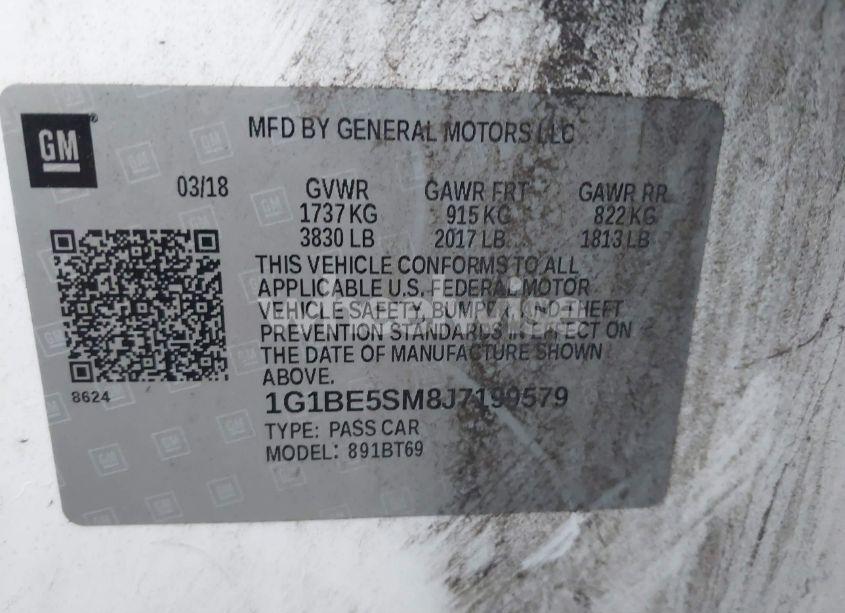 GM®
MFD BY GENERAL MOTORS LLC
03/18 GVWR GAWR FRT GAWR RR
1737 KG 915 KG 822 KG
3830 LB 2017 LB 1813 LB
THIS VEHICLE CONFORMS TO ALL
APPLICABLE U.S. FEDERAL MOTOR
VEHICLE SAFETY, BUMPER, AND THEFT
PREVENTION STANDARDS IN EFFECT ON
THE DATE OF MANUFACTURE SHOWN
ABOVE.
8624
1G1BE5SM8J7199579
TYPE: PASS CAR
MODEL: 891BT69